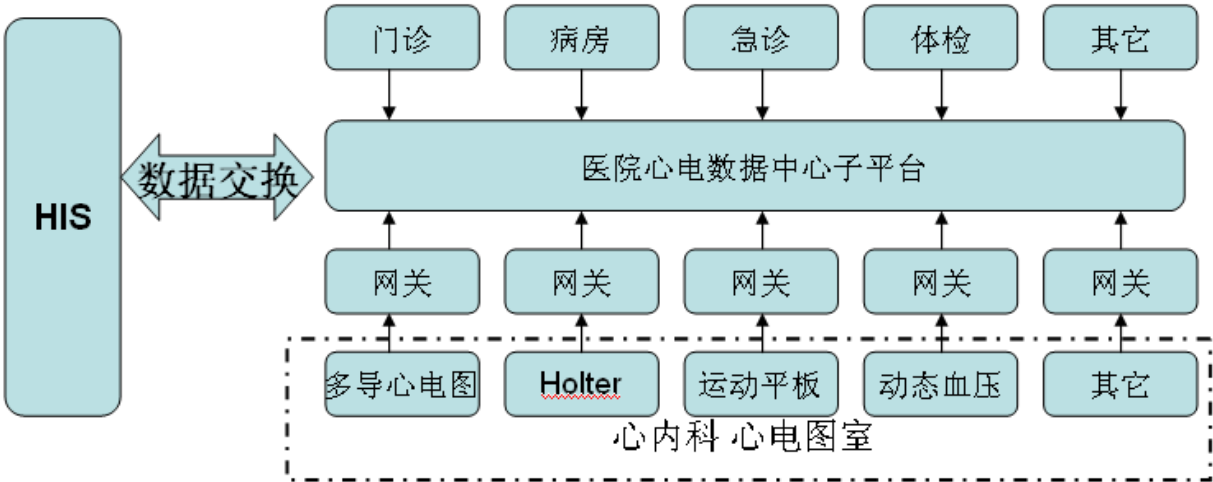 门诊
病房
急诊
体检
其它
HIS
数据交换
医院心电数据中心子平台
网关
网关
网关
网关
网关
多导心电图
Holter
运动平板
动态血压
其它
心内科 心电图室